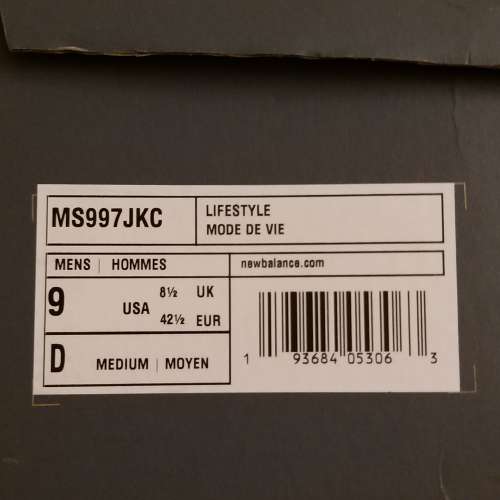 MS997JKC
LIFESTYLE
MODE DE VIE
MENS | HOMMES
newbalance.com
9 USA 8½ UK
42½ EUR
D MEDIUM | MOYEN
1 93684 05306 3